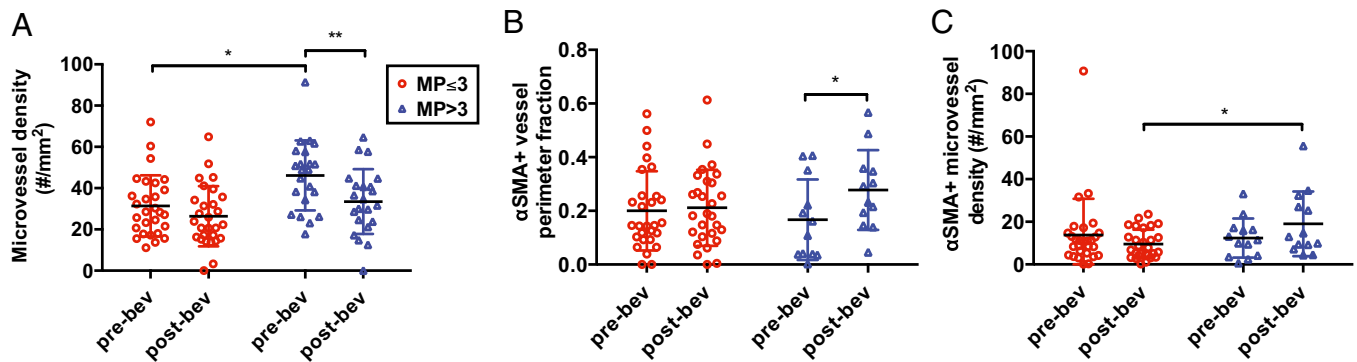 A
Microvessel density
(#/mm²)
100
80
60
40
20
0
*
**
MP≤3
MP>3
pre-bev
post-bev
pre-bev
post-bev
B
αSMA+ vessel
perimeter fraction
0.8
0.6
0.4
0.2
0.0
*
pre-bev
post-bev
pre-bev
post-bev
C
αSMA+ microvessel
density (#/mm²)
100
80
60
40
20
0
*
pre-bev
post-bev
pre-bev
post-bev